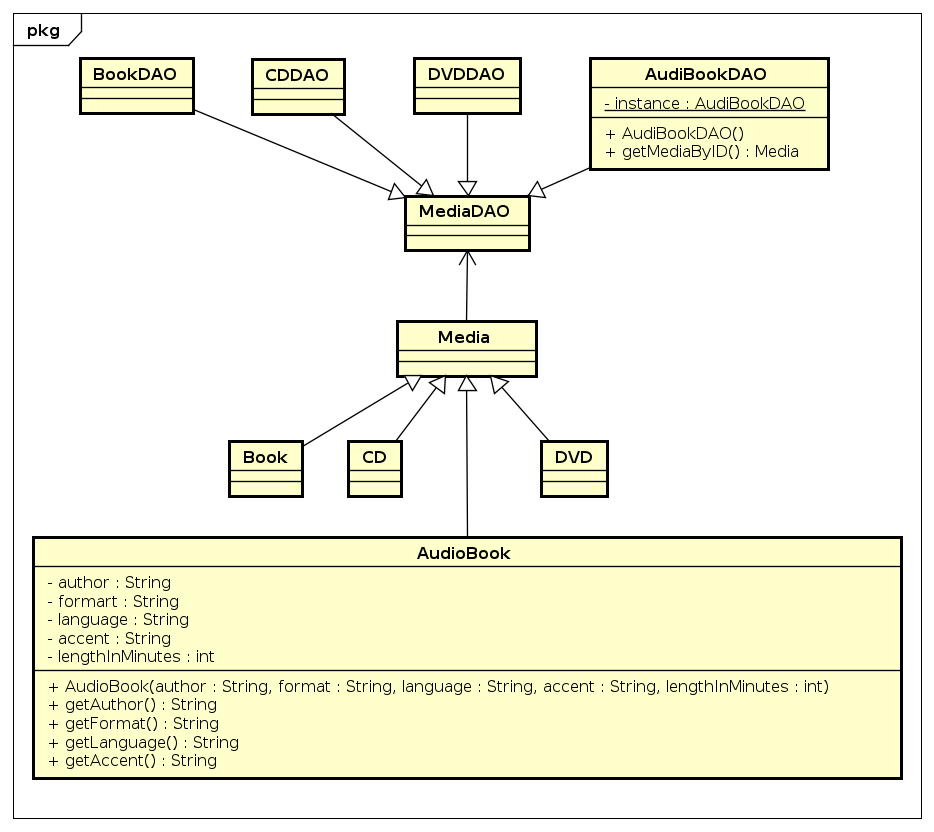 pkg
BookDAO
CDDAO
DVDDAO
AudiBookDAO
- instance : AudiBookDAO
+ AudiBookDAO()
+ getMediaByID() : Media
MediaDAO
Media
Book
CD
DVD
AudioBook
- author : String
- formart : String
- language : String
- accent : String
- lengthInMinutes : int
+ AudioBook(author : String, format : String, language : String, accent : String, lengthInMinutes : int)
+ getAuthor() : String
+ getFormat() : String
+ getLanguage() : String
+ getAccent() : String